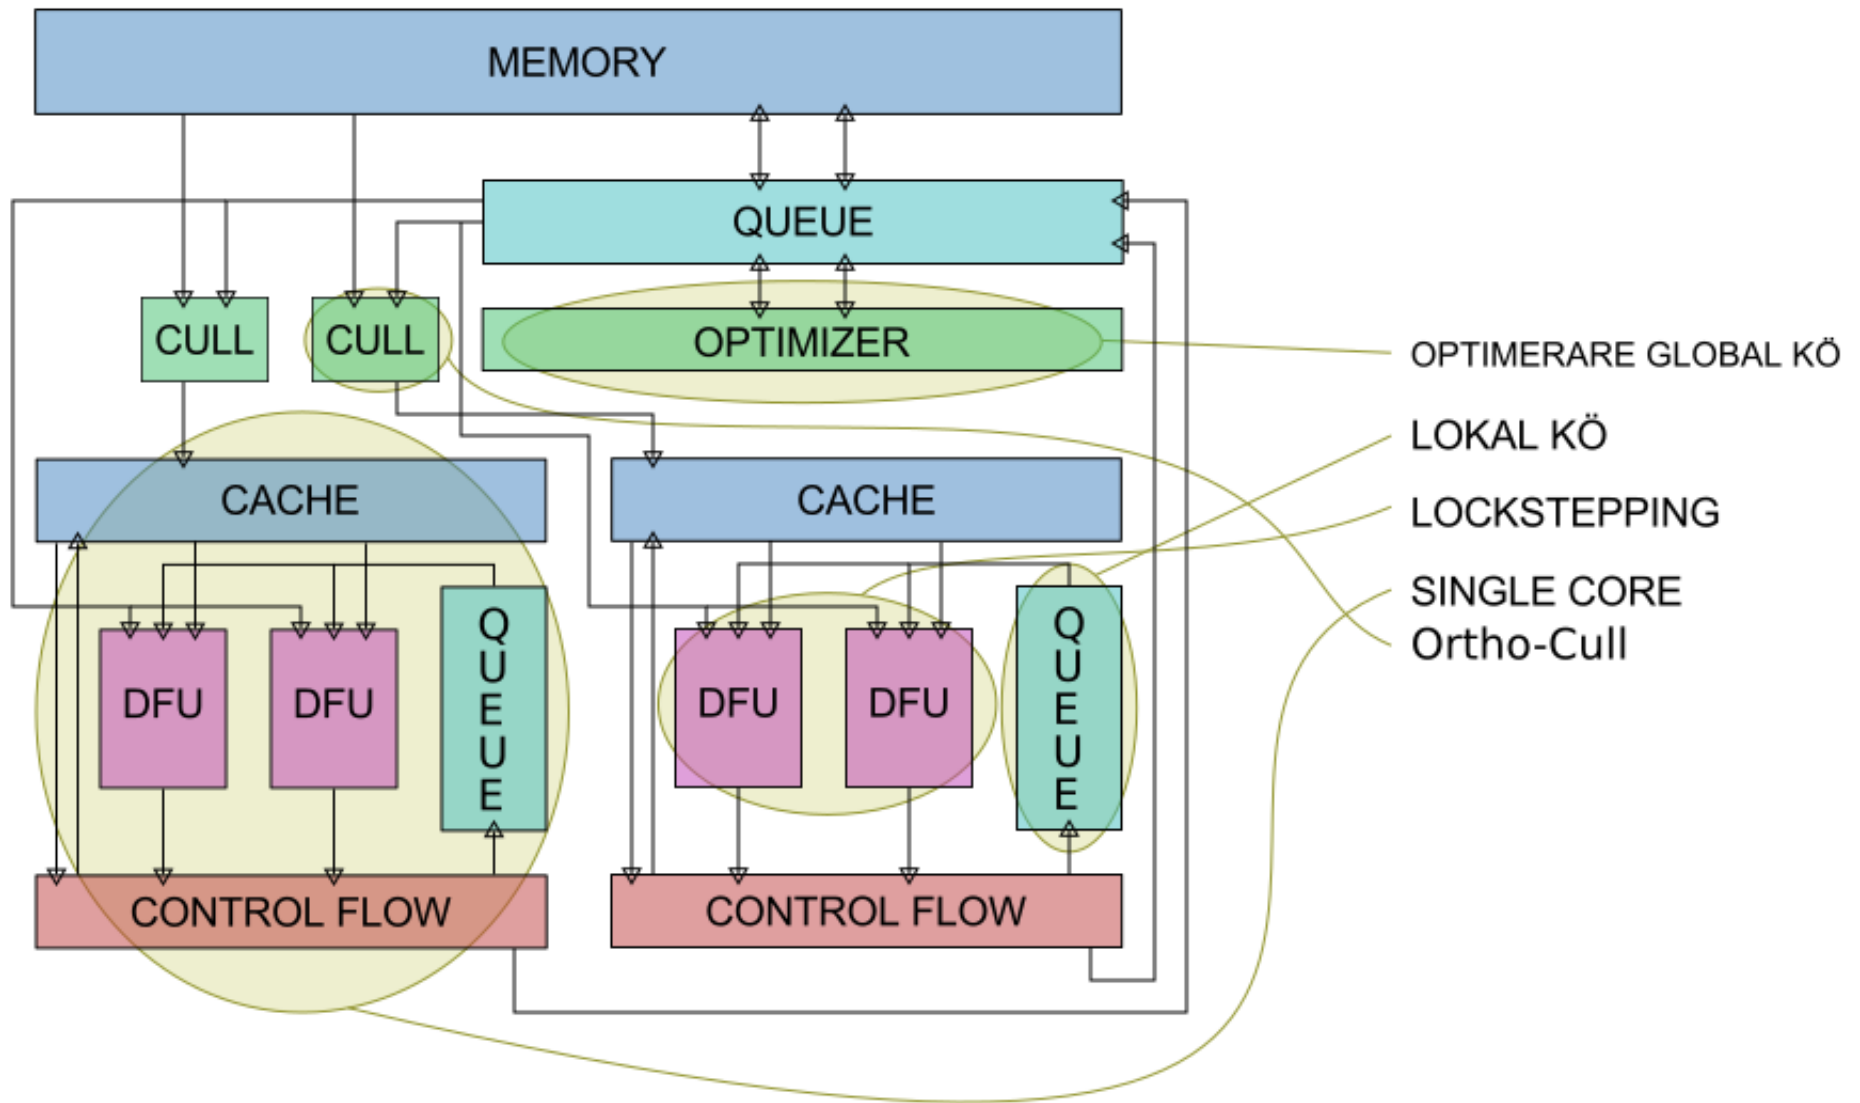 MEMORY
QUEUE
CULL
CULL
OPTIMIZER
OPTIMERARE GLOBAL KÖ
LOKAL KÖ
CACHE
CACHE
LOCKSTEPPING
SINGLE CORE
Ortho-Cull
DFU
DFU
QUEUE
DFU
DFU
QUEUE
CONTROL FLOW
CONTROL FLOW